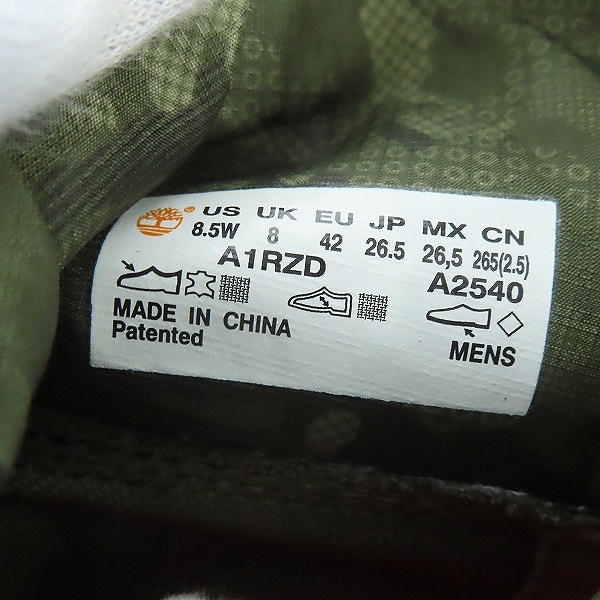 ® US UK EU JP MX CN
8.5W 8 42 26.5 26,5 265(2.5)
A1RZD A2540
MADE IN CHINA
Patented MENS